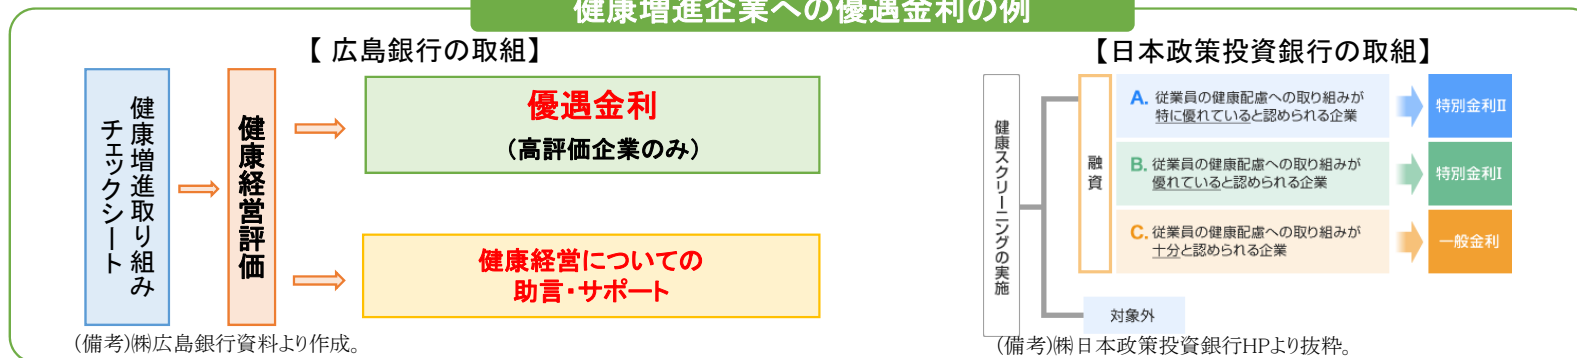 健康増進企業への優遇金利の例
【 広島銀行の取組】
健康増進取り組み
チェックシート
健康経営評価
優遇金利
(高評価企業のみ)
健康経営についての
助言・サポート
(備考)㈱広島銀行資料より作成。
【日本政策投資銀行の取組】
健康スクリーニングの実施
融資
A. 従業員の健康配慮への取り組みが
特に優れていると認められる企業
特別金利Ⅱ
B. 従業員の健康配慮への取り組みが
優れていると認められる企業
特別金利Ⅰ
C. 従業員の健康配慮への取り組みが
十分と認められる企業
一般金利
対象外
(備考)㈱日本政策投資銀行HPより抜粋。